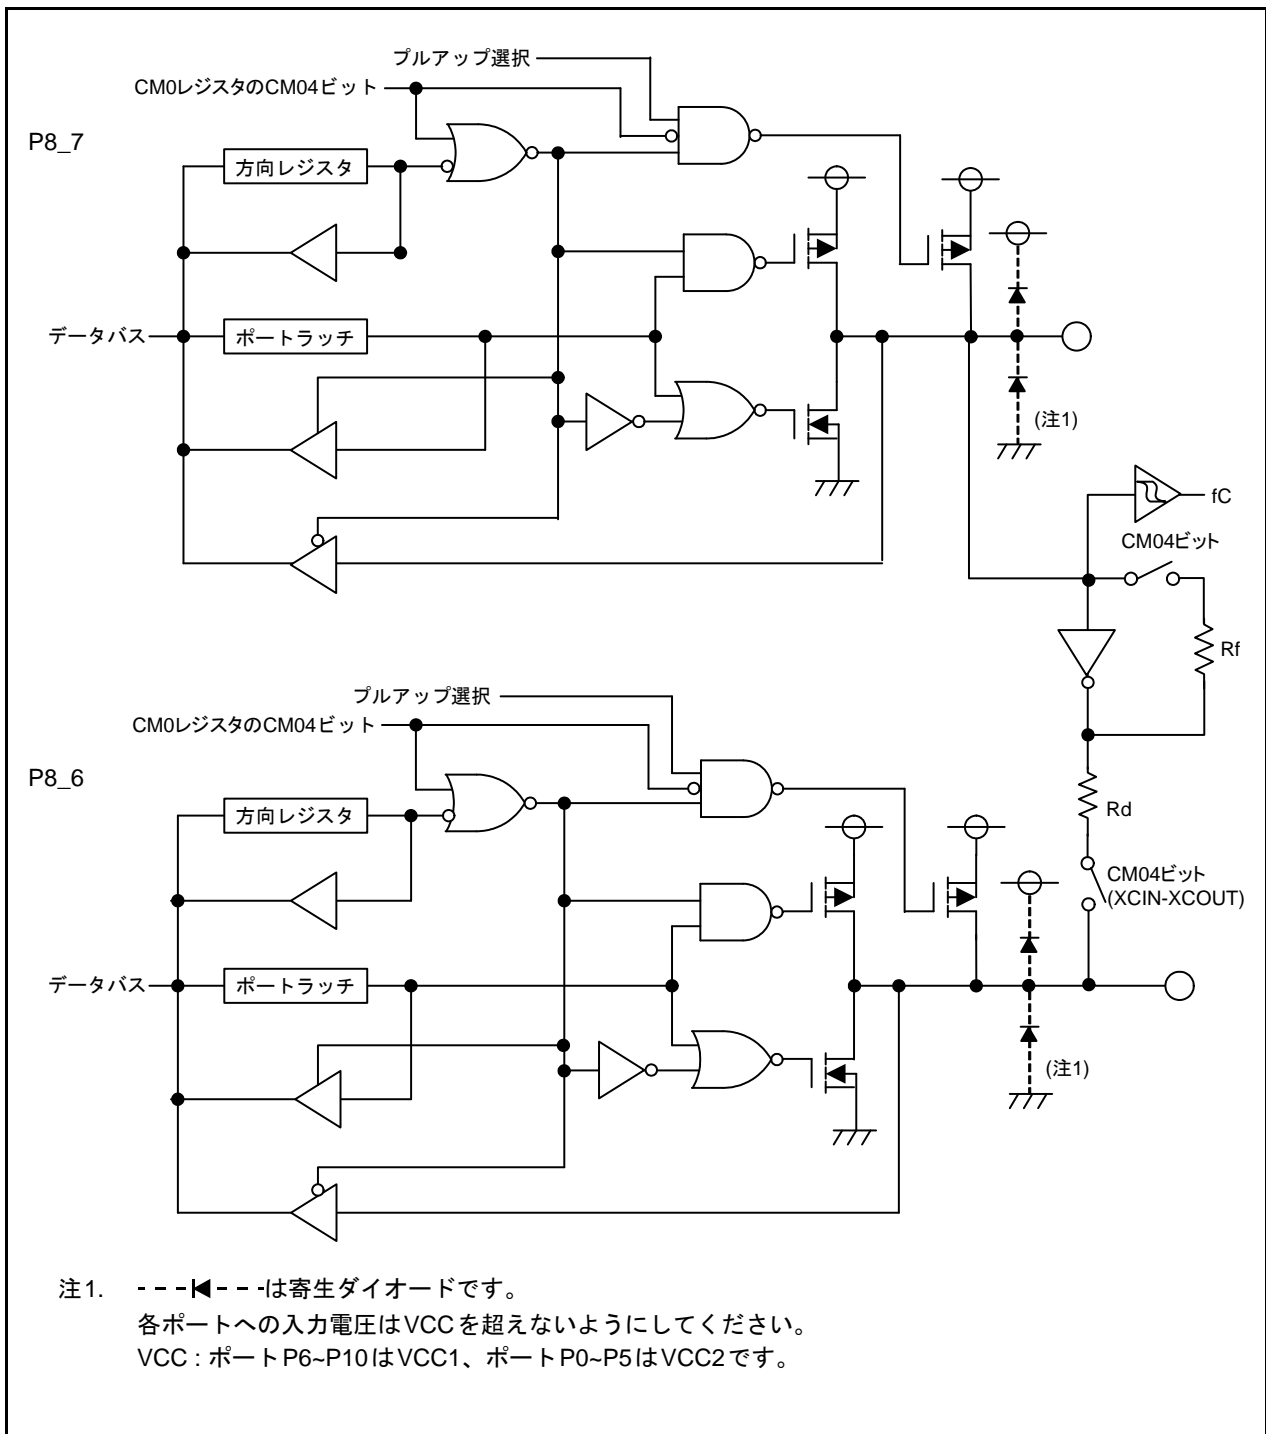 プルアップ選択
CM0レジスタのCM04ビット
P8_7
方向レジスタ
データバス
ポートラッチ
(注1)
fC
CM04ビット
Rf
プルアップ選択
CM0レジスタのCM04ビット
P8_6
方向レジスタ
Rd
CM04ビット
(XCIN-XCOUT)
データバス
ポートラッチ
(注1)
注1. は寄生ダイオードです。
各ポートへの入力電圧はVCCを超えないようにしてください。
VCC : ポートP6~P10はVCC1、ポートP0~P5はVCC2です。